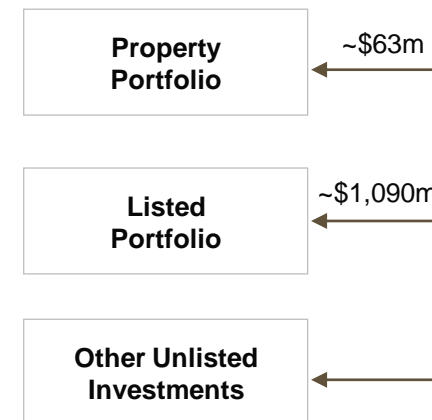 Property
Portfolio
~$63m
Listed
Portfolio
~$1,090m
Other Unlisted
Investments